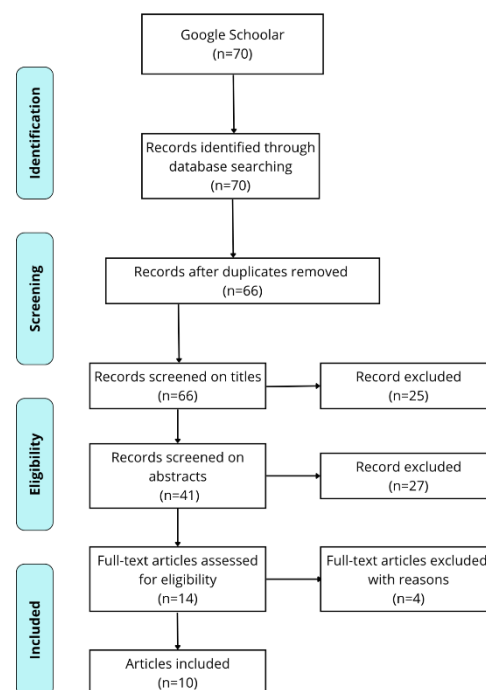 Google Schoolar
(n=70)
Identification
Records identified through
database searching
(n=70)
Screening
Records after duplicates removed
(n=66)
Records screened on titles
(n=66)
Record excluded
(n=25)
Eligibility
Records screened on
abstracts
(n=41)
Record excluded
(n=27)
Included
Full-text articles assessed
for eligibility
(n=14)
Full-text articles excluded
with reasons
(n=4)
Articles included
(n=10)